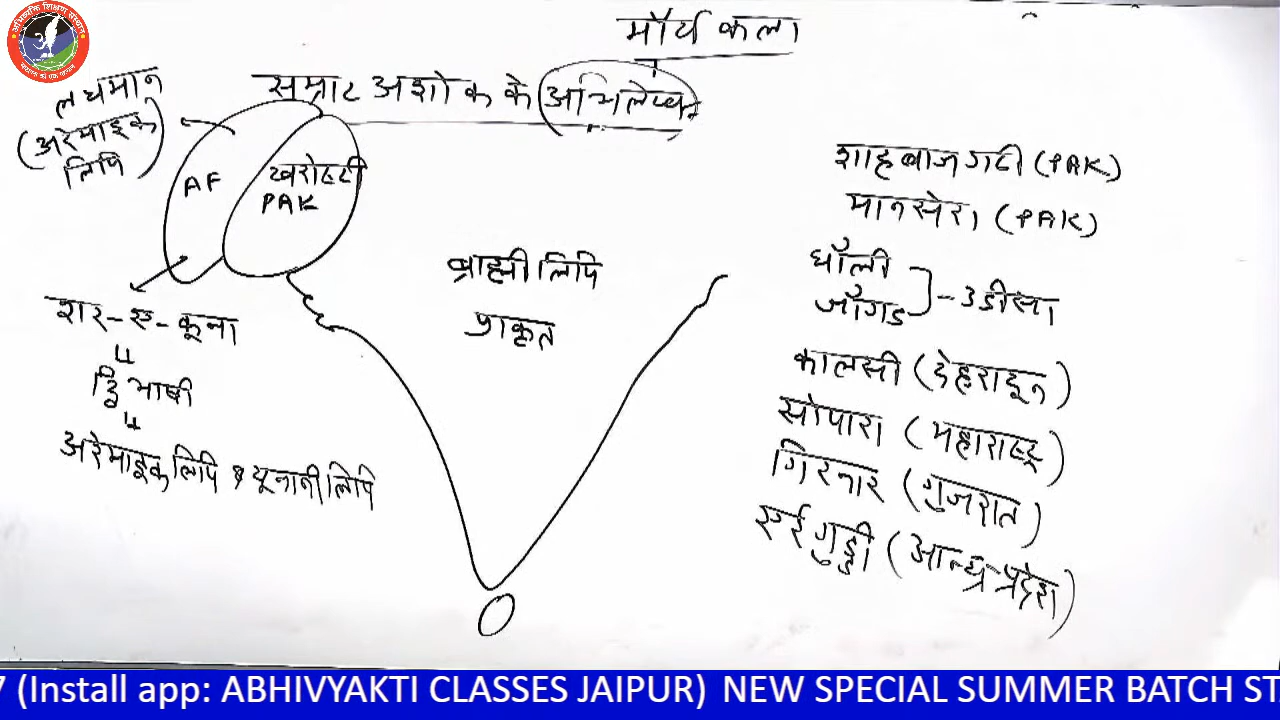 मौर्य कला
सम्राट अशोक के अभिलेख
लघमान
(अरेमाइक
लिपि)
AF
खरोष्ठी
PAK
शार-ए-कूना
द्विभाषी
अरेमाइक लिपि & यूनानी लिपि
ब्राह्मी लिपि
प्राकृत
शाहबाजगढी (PAK)
मानसेरा (PAK)
धौली
जौगड - उडीसा
कालसी (देहरादून)
सोपारा (महाराष्ट्र)
गिरनार (गुजरात)
एर्रगुड्डी (आन्ध्र-प्रदेश)
7 (Install app: ABHIVYAKTI CLASSES JAIPUR) NEW SPECIAL SUMMER BATCH ST